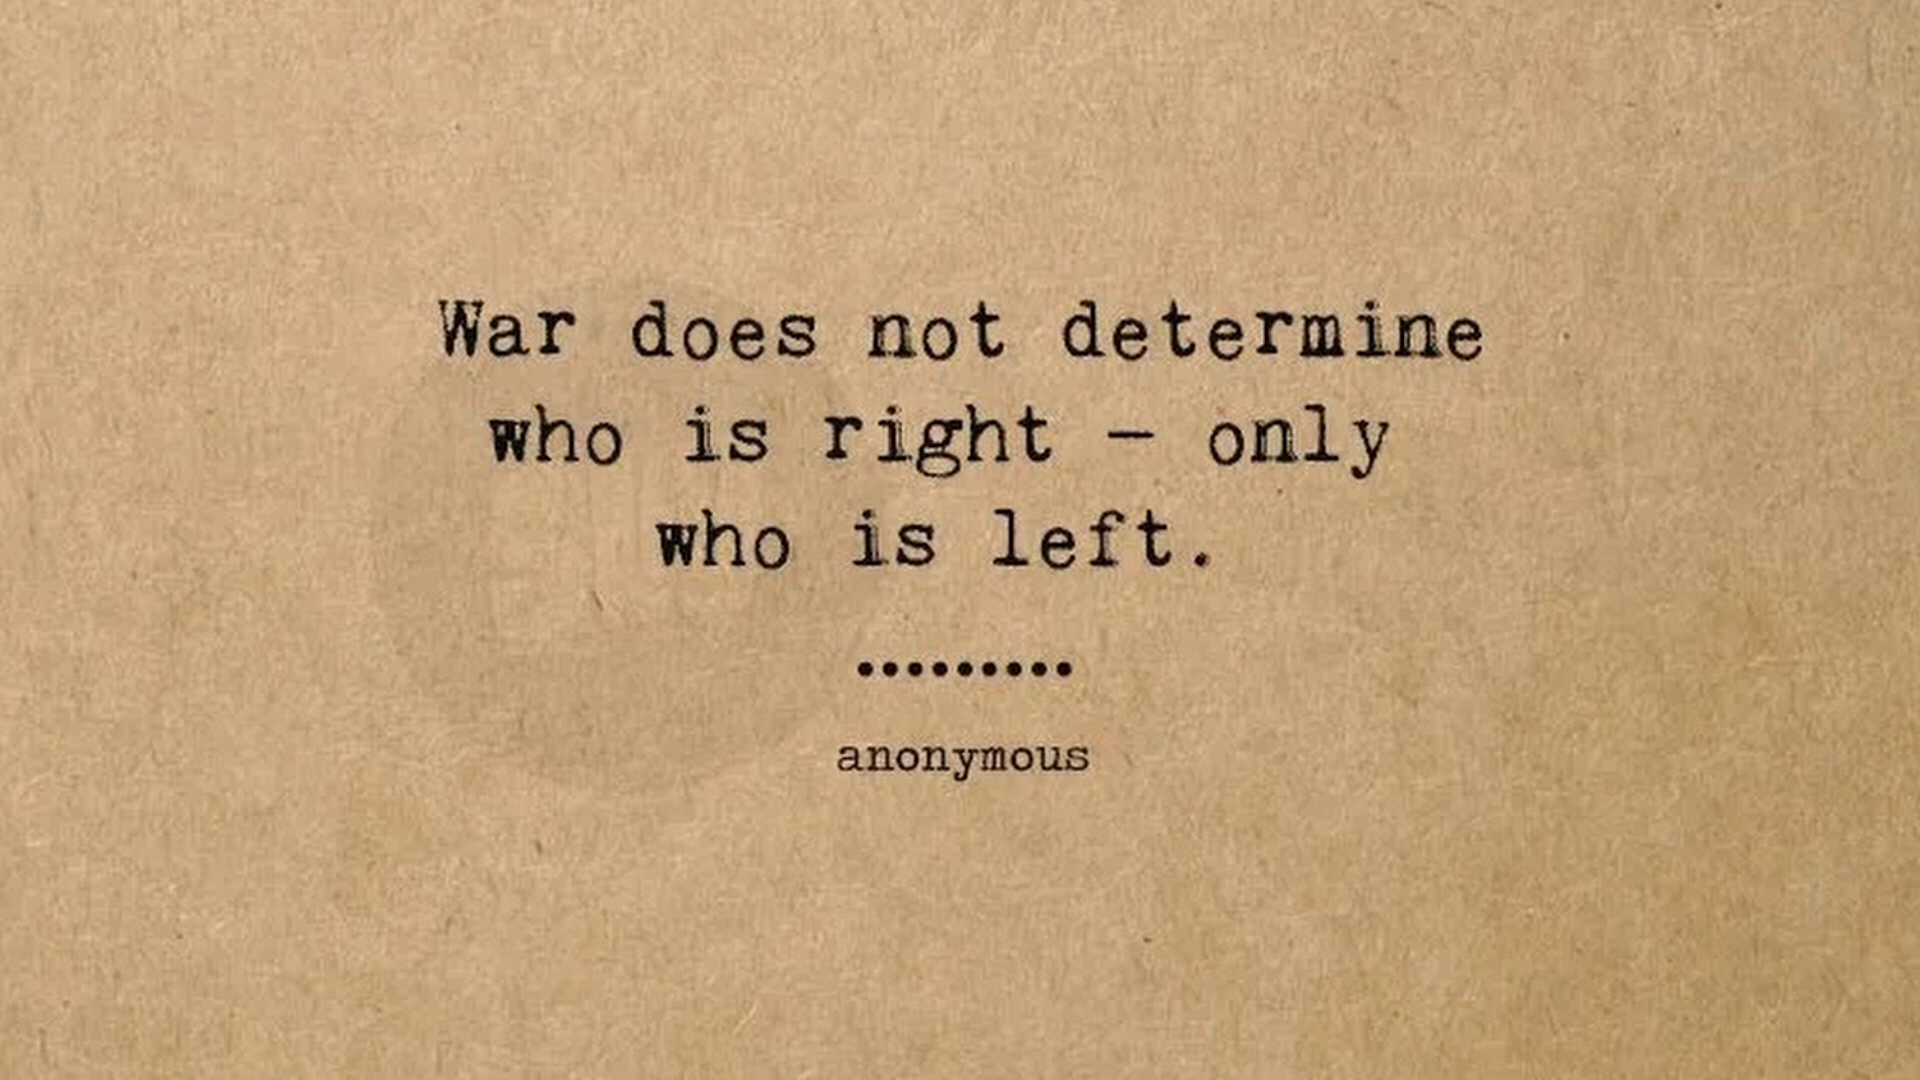 War does not determine
who is right – only
who is left.
•••••••••
anonymous